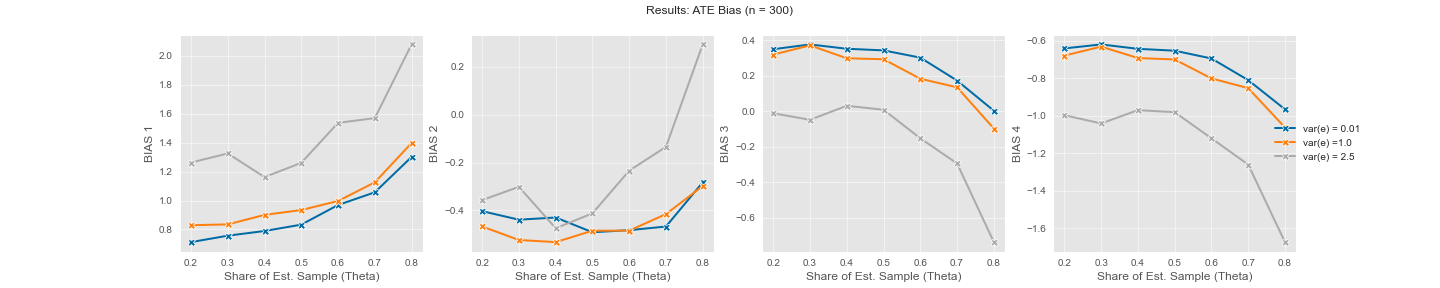 Results: ATE Bias (n = 300)
BIAS 1
2.0
1.8
1.6
1.4
1.2
1.0
0.8
0.2 0.3 0.4 0.5 0.6 0.7 0.8
Share of Est. Sample (Theta)
BIAS 2
0.2
0.0
−0.2
−0.4
0.2 0.3 0.4 0.5 0.6 0.7 0.8
Share of Est. Sample (Theta)
BIAS 3
0.4
0.2
0.0
−0.2
−0.4
−0.6
0.2 0.3 0.4 0.5 0.6 0.7 0.8
Share of Est. Sample (Theta)
BIAS 4
−0.6
−0.8
−1.0
−1.2
−1.4
−1.6
0.2 0.3 0.4 0.5 0.6 0.7 0.8
Share of Est. Sample (Theta)
var(e) = 0.01
var(e) =1.0
var(e) = 2.5